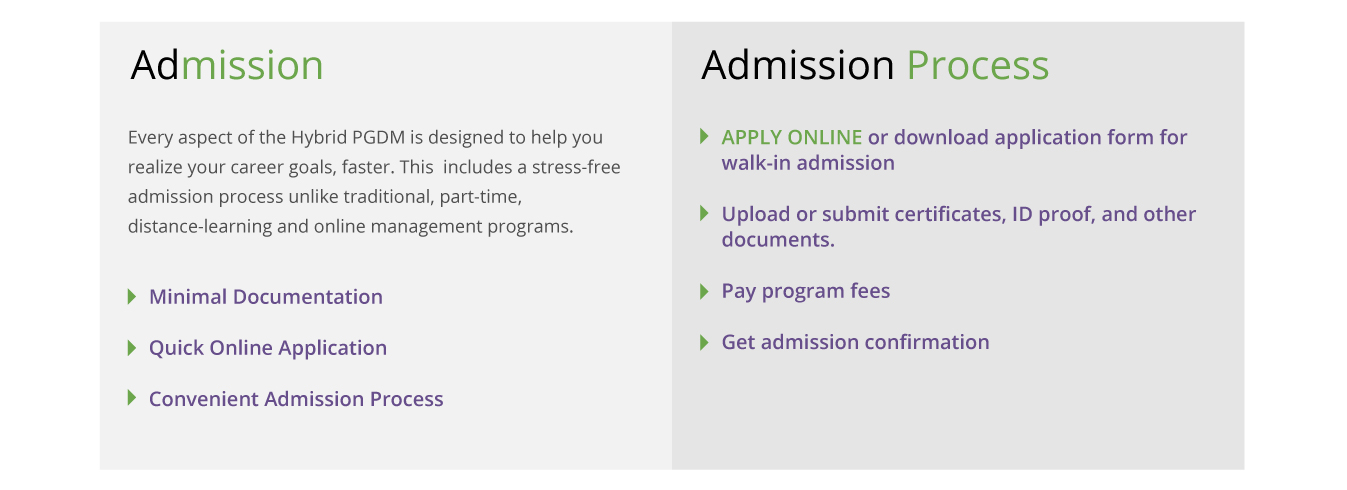 Admission
Every aspect of the Hybrid PGDM is designed to help you
realize your career goals, faster. This  includes a stress-free
admission process unlike traditional, part-time,
distance-learning and online management programs.
Minimal Documentation
Quick Online Application
Convenient Admission Process
Admission Process
APPLY ONLINE or download application form for
walk-in admission
Upload or submit certificates, ID proof, and other
documents.
Pay program fees
Get admission confirmation